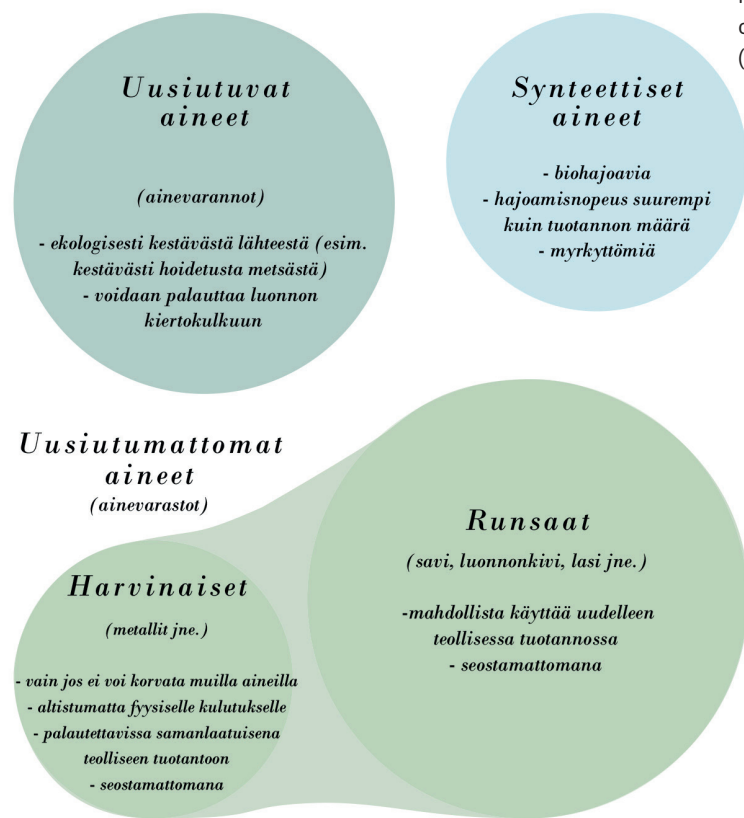 Uusiutuvat
aineet
(ainevarannot)
- ekologisesti kestävästä lähteestä (esim.
kestävästi hoidetusta metsästä)
- voidaan palauttaa luonnon
kiertokulkuun
Synteettiset
aineet
- biohajoavia
- hajoamisnopeus suurempi
kuin tuotannon määrä
- myrkyttömiä
Uusiutumattomat
aineet
(ainevarastot)
Harvinaiset
(metallit jne.)
- vain jos ei voi korvata muilla aineilla
- altistumatta fyysiselle kulutukselle
- palautettavissa samanlaatuisena
teolliseen tuotantoon
- seostamattomana
Runsaat
(savi, luonnonkivi, lasi jne.)
-mahdollista käyttää uudelleen
teollisessa tuotannossa
- seostamattomana